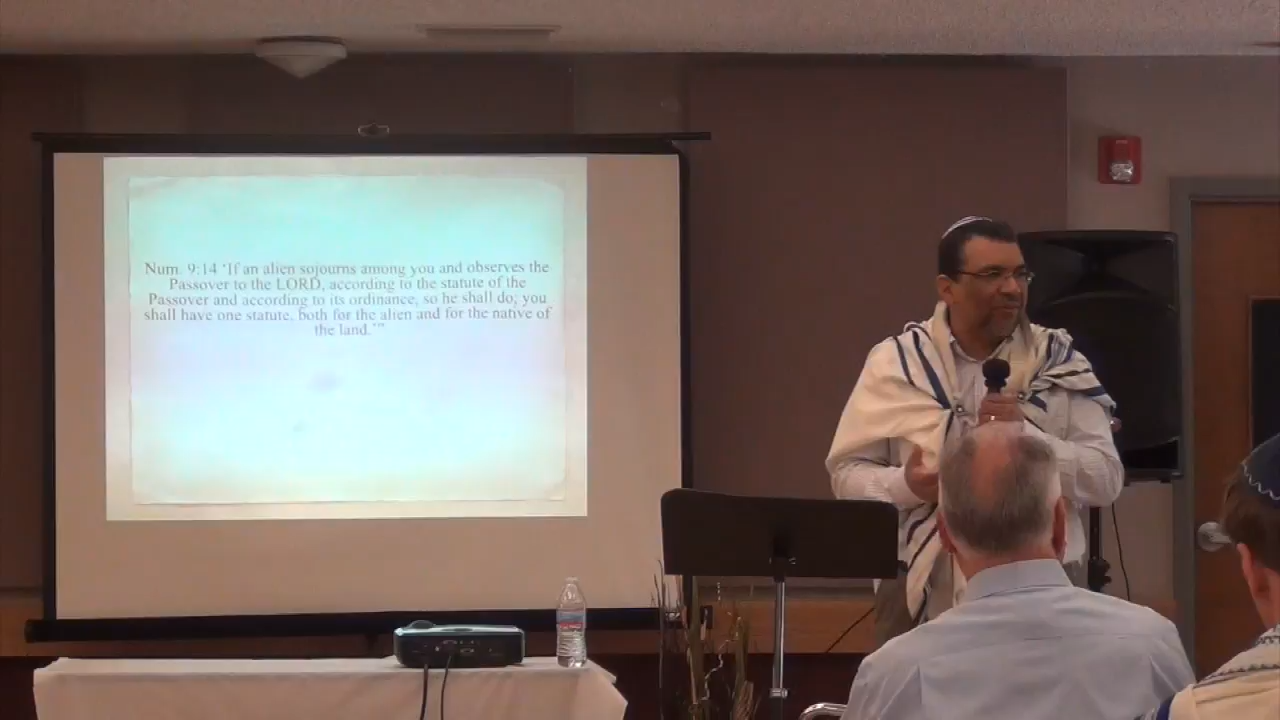 Num. 9:14 ‘If an alien sojourns among you and observes the
Passover to the LORD, according to the statute of the
Passover and according to its ordinance, so he shall do; you
shall have one statute, both for the alien and for the native of
the land.’”